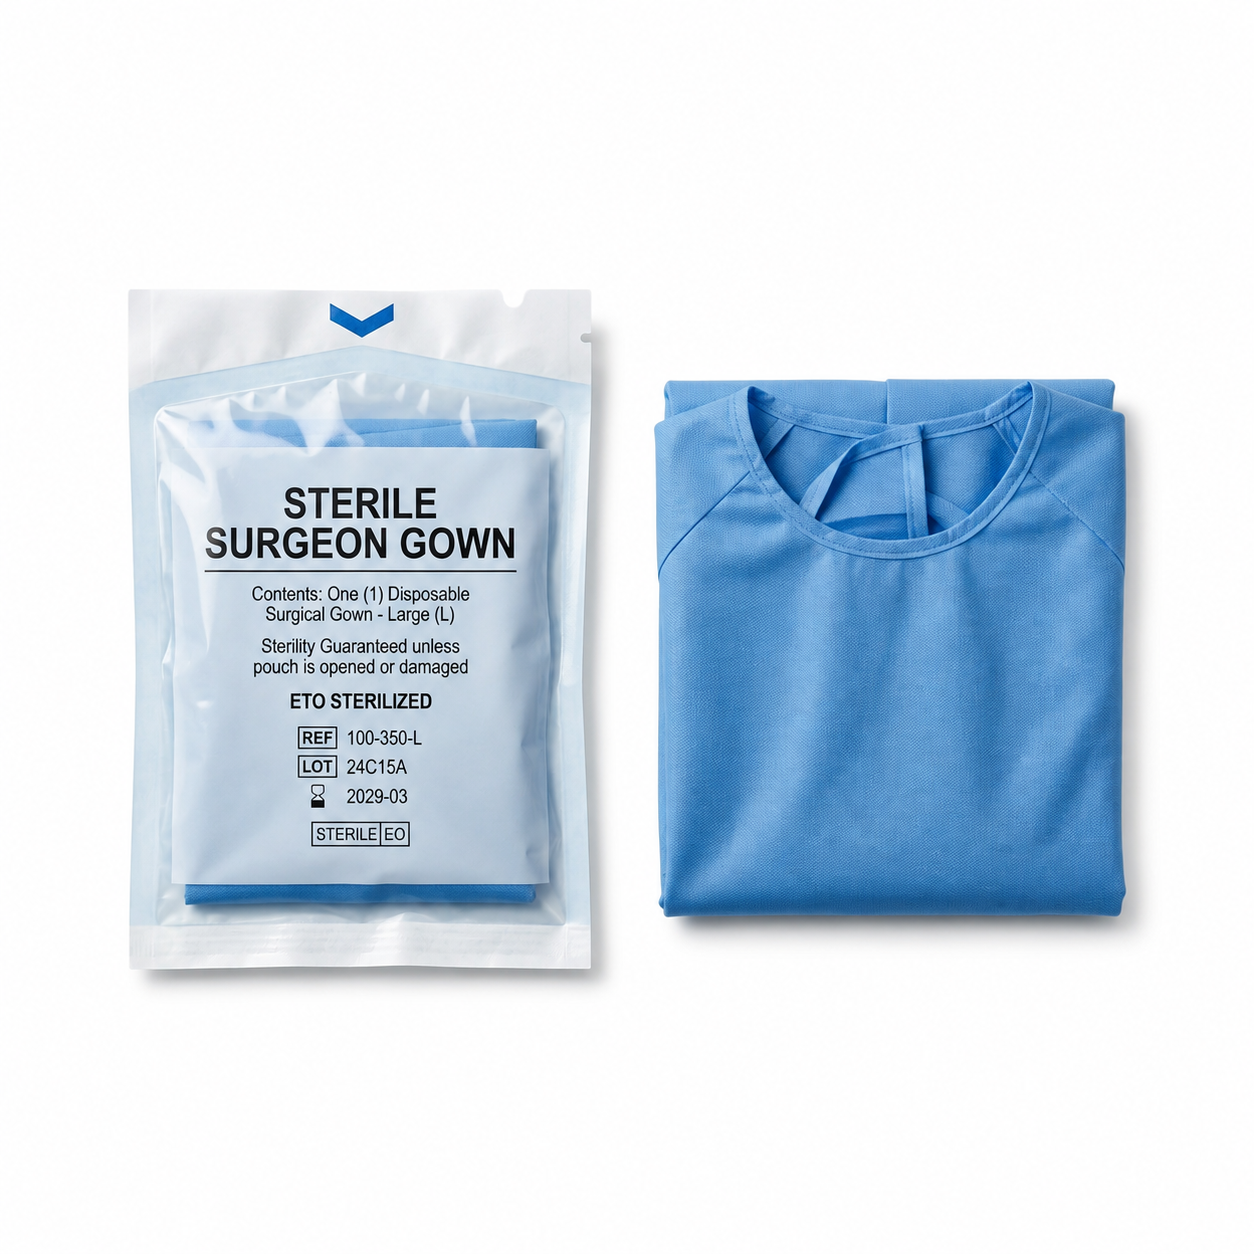 STERILE
SURGEON GOWN
Contents: One (1) Disposable
Surgical Gown - Large (L)
Sterility Guaranteed unless
pouch is opened or damaged
ETO STERILIZED
REF 100-350-L
LOT 24C15A
2029-03
STERILE EO